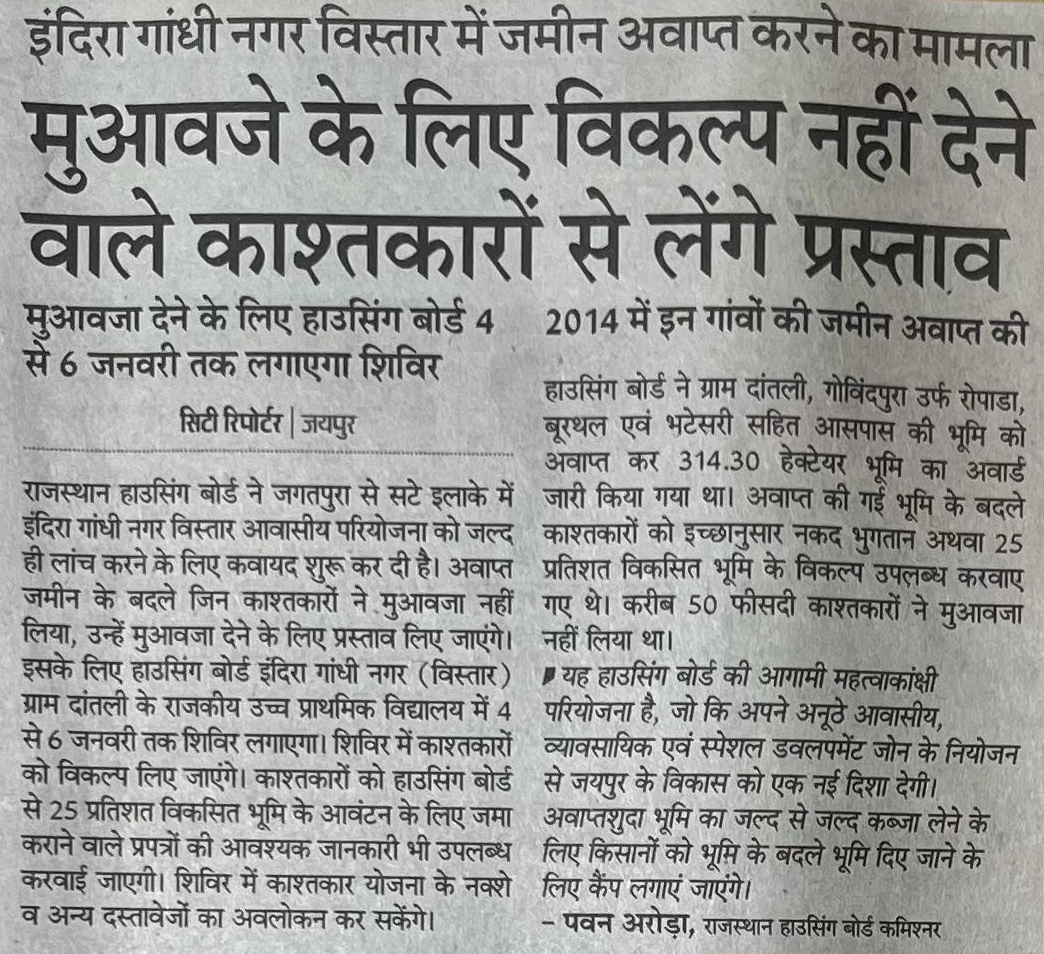 इंदिरा गांधी नगर विस्तार में जमीन अवाप्त करने का मामला
मुआवजे के लिए विकल्प नहीं देने
वाले काश्तकारों से लेंगे प्रस्ताव
मुआवजा देने के लिए हाउसिंग बोर्ड 4
से 6 जनवरी तक लगाएगा शिविर
सिटी रिपोर्टर | जयपुर
राजस्थान हाउसिंग बोर्ड ने जगतपुरा से सटे इलाके में
इंदिरा गांधी नगर विस्तार आवासीय परियोजना को जल्द
ही लांच करने के लिए कवायद शुरू कर दी है। अवाप्त
जमीन के बदले जिन काश्तकारों ने मुआवजा नहीं
लिया, उन्हें मुआवजा देने के लिए प्रस्ताव लिए जाएंगे।
इसके लिए हाउसिंग बोर्ड इंदिरा गांधी नगर (विस्तार)
ग्राम दांतली के राजकीय उच्च प्राथमिक विद्यालय में 4
से 6 जनवरी तक शिविर लगाएगा। शिविर में काश्तकारों
को विकल्प लिए जाएंगे। काश्तकारों को हाउसिंग बोर्ड
से 25 प्रतिशत विकसित भूमि के आवंटन के लिए जमा
कराने वाले प्रपत्रों की आवश्यक जानकारी भी उपलब्ध
करवाई जाएगी। शिविर में काश्तकार योजना के नक्शे
व अन्य दस्तावेजों का अवलोकन कर सकेंगे।
2014 में इन गांवों की जमीन अवाप्त की
हाउसिंग बोर्ड ने ग्राम दांतली, गोविंदपुरा उर्फ रोपाडा,
बूरथल एवं भटेसरी सहित आसपास की भूमि को
अवाप्त कर 314.30 हेक्टेयर भूमि का अवार्ड
जारी किया गया था। अवाप्त की गई भूमि के बदले
काश्तकारों को इच्छानुसार नकद भुगतान अथवा 25
प्रतिशत विकसित भूमि के विकल्प उपलब्ध करवाए
गए थे। करीब 50 फीसदी काश्तकारों ने मुआवजा
नहीं लिया था।
यह हाउसिंग बोर्ड की आगामी महत्वाकांक्षी
परियोजना है, जो कि अपने अनूठे आवासीय,
व्यावसायिक एवं स्पेशल डवलपमेंट जोन के नियोजन
से जयपुर के विकास को एक नई दिशा देगी।
अवाप्तशुदा भूमि का जल्द से जल्द कब्जा लेने के
लिए किसानों को भूमि के बदले भूमि दिए जाने के
लिए कैंप लगाएं जाएंगे।
- पवन अरोड़ा, राजस्थान हाउसिंग बोर्ड कमिश्नर